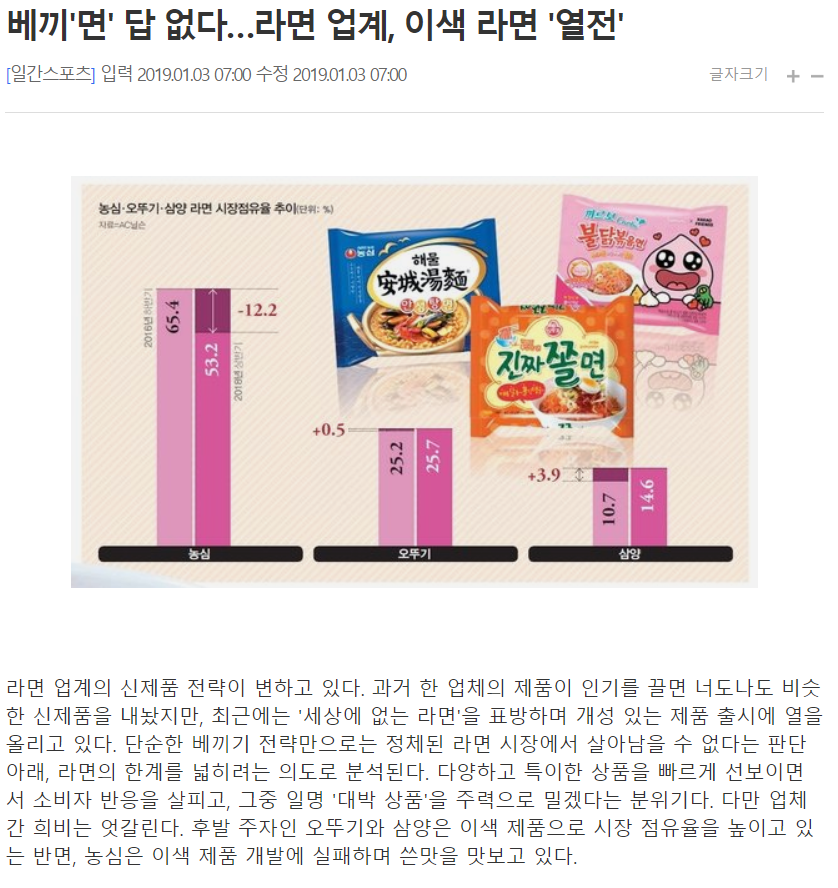 베끼'면' 답 없다…라면 업계, 이색 라면 '열전'
[일간스포츠] 입력 2019.01.03 07:00 수정 2019.01.03 07:00
글자크기 + −
농심·오뚜기·삼양 라면 시장점유율 추이(단위: %)
자료=AC닐슨
2016년 하반기
65.4
-12.2
53.2
2018년 상반기
농심
해물
安城湯麵
+0.5
25.2
25.7
진짜쫄면
불닭볶음면
+3.9
10.7
14.6
농심
오뚜기
삼양
라면 업계의 신제품 전략이 변하고 있다. 과거 한 업체의 제품이 인기를 끌면 너도나도 비슷
한 신제품을 내놨지만, 최근에는 '세상에 없는 라면'을 표방하며 개성 있는 제품 출시에 열을
올리고 있다. 단순한 베끼기 전략만으로는 정체된 라면 시장에서 살아남을 수 없다는 판단
아래, 라면의 한계를 넓히려는 의도로 분석된다. 다양하고 특이한 상품을 빠르게 선보이면
서 소비자 반응을 살피고, 그중 일명 '대박 상품'을 주력으로 밀겠다는 분위기다. 다만 업체
간 희비는 엇갈린다. 후발 주자인 오뚜기와 삼양은 이색 제품으로 시장 점유율을 높이고 있
는 반면, 농심은 이색 제품 개발에 실패하며 쓴맛을 맛보고 있다.